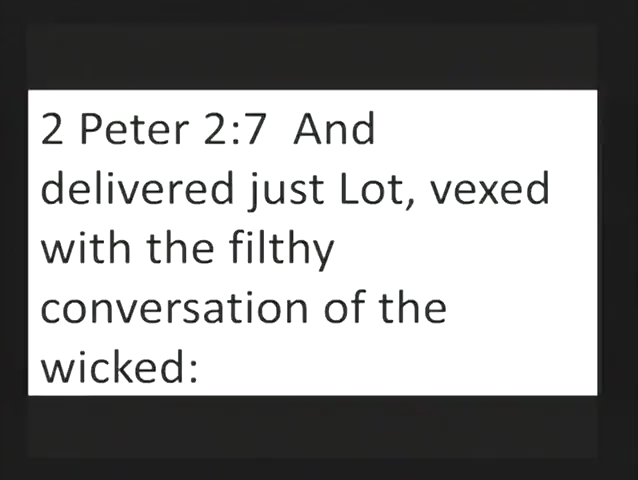 2 Peter 2:7  And
delivered just Lot, vexed
with the filthy
conversation of the
wicked: